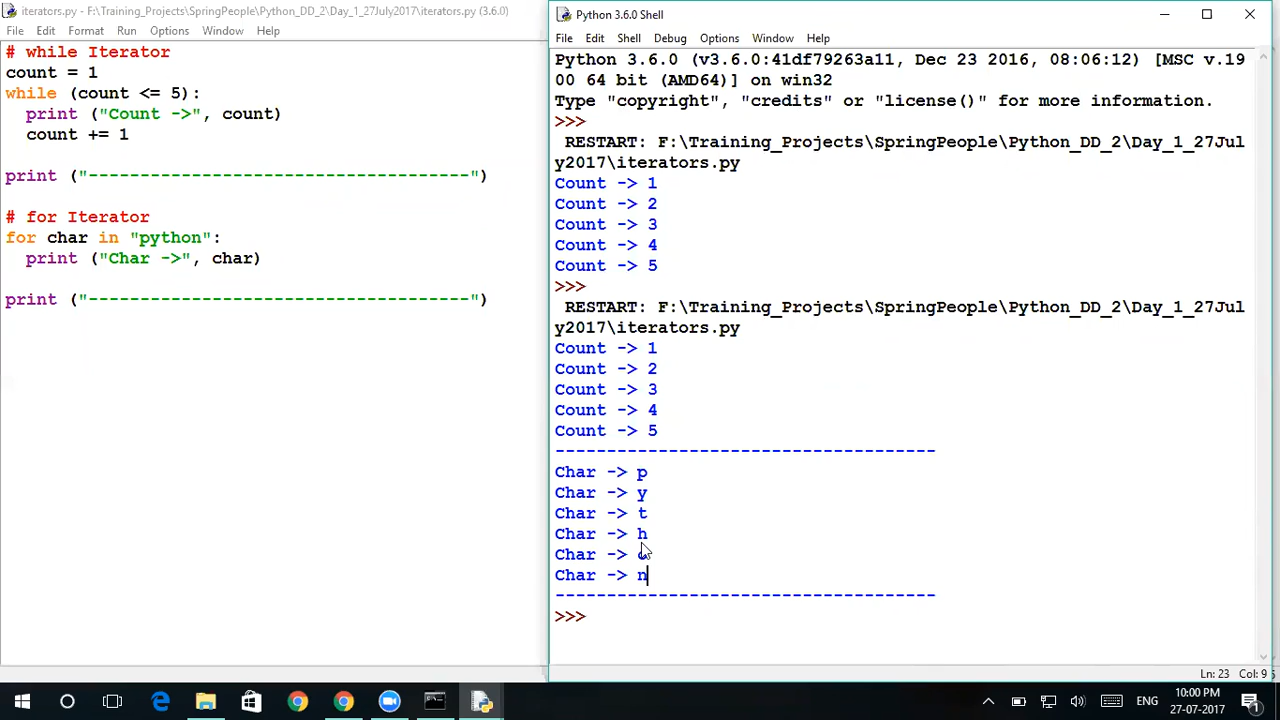 iterators.py - F:\Training_Projects\SpringPeople\Python_DD_2\Day_1_27July2017\iterators.py (3.6.0)
File Edit Format Run Options Window Help
# while Iterator
count = 1
while (count <= 5):
  print ("Count ->", count)
  count += 1
print ("-------------------------------------")
# for Iterator
for char in "python":
  print ("Char ->", char)
print ("-------------------------------------")
Python 3.6.0 Shell
File Edit Shell Debug Options Window Help
Python 3.6.0 (v3.6.0:41df79263a11, Dec 23 2016, 08:06:12) [MSC v.19
00 64 bit (AMD64)] on win32
Type "copyright", "credits" or "license()" for more information.
>>>
 RESTART: F:\Training_Projects\SpringPeople\Python_DD_2\Day_1_27Jul
y2017\iterators.py
Count -> 1
Count -> 2
Count -> 3
Count -> 4
Count -> 5
>>>
 RESTART: F:\Training_Projects\SpringPeople\Python_DD_2\Day_1_27Jul
y2017\iterators.py
Count -> 1
Count -> 2
Count -> 3
Count -> 4
Count -> 5
-------------------------------------
Char -> p
Char -> y
Char -> t
Char -> h
Char -> o
Char -> n
-------------------------------------
>>>
Ln: 23 Col: 9
ENG
10:00 PM
27-07-2017